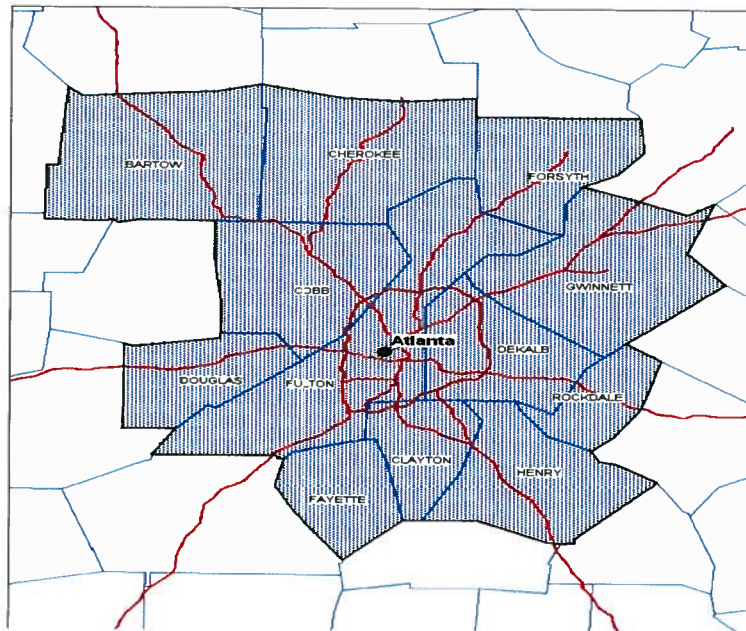 BARTOW
CHEROKEE
FORSYTH
COBB
GWINNETT
Atlanta
DEKALB
DOUGLAS
FULTON
ROCKDALE
CLAYTON
HENRY
FAYETTE